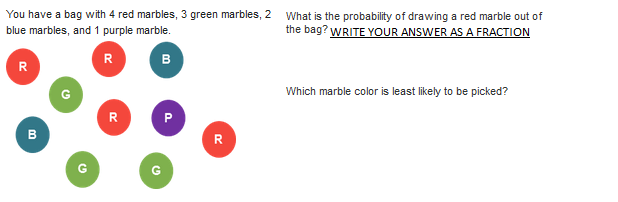 You have a bag with 4 red marbles, 3 green marbles, 2
blue marbles, and 1 purple marble.
R
R
B
G
R
P
B
R
G
G
What is the probability of drawing a red marble out of
the bag? WRITE YOUR ANSWER AS A FRACTION
Which marble color is least likely to be picked?